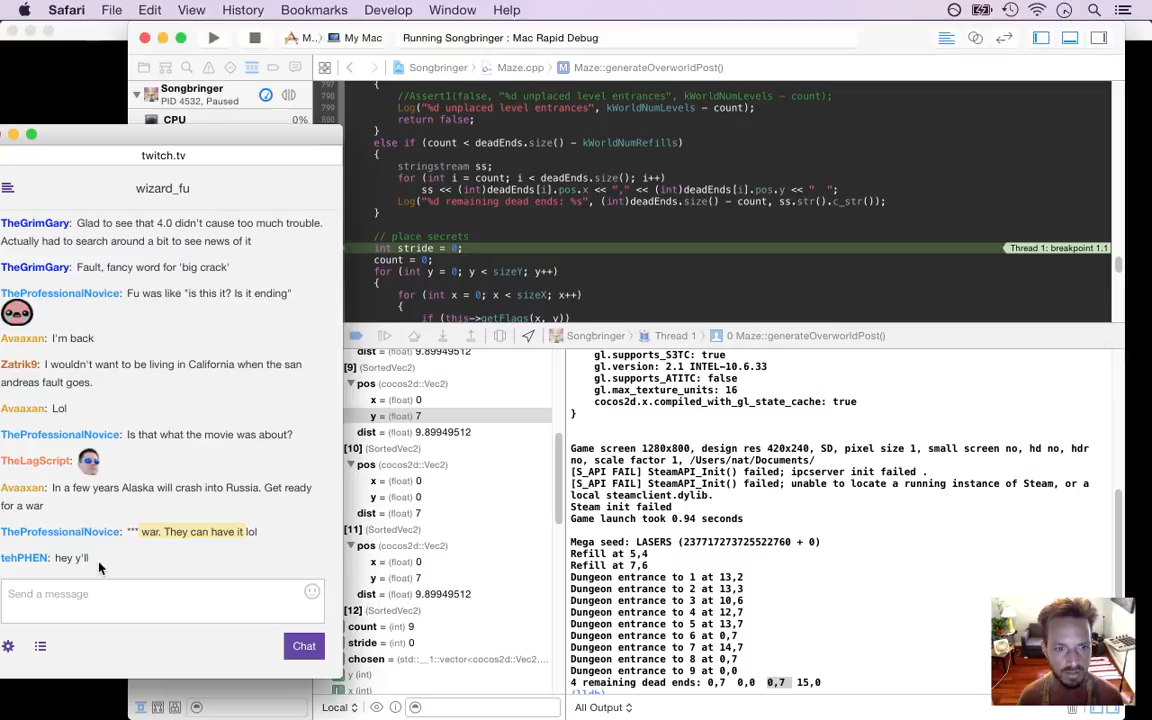 Safari File Edit View History Bookmarks Develop Window Help
M.. My Mac Running Songbringer : Mac Rapid Debug
Songbringer Maze.cpp M Maze::generateOverworldPost()
Songbringer
PID 4532, Paused
CPU 0%
797 {
798 //Assert1(false, "%d unplaced level entrances", kWorldNumLevels - count);
799 Log("%d unplaced level entrances", kWorldNumLevels - count);
800 return false;
}
else if (count < deadEnds.size() - kWorldNumRefills)
{
stringstream ss;
for (int i = count; i < deadEnds.size(); i++)
ss << (int)deadEnds[i].pos.x << "," << (int)deadEnds[i].pos.y << "  ";
Log("%d remaining dead ends: %s", (int)deadEnds.size() - count, ss.str().c_str());
}
// place secrets
int stride = 0; Thread 1: breakpoint 1.1
count = 0;
for (int y = 0; y < sizeY; y++)
{
for (int x = 0; x < sizeX; x++)
{
if (this->getFlags(x, y))
twitch.tv
wizard_fu
TheGrimGary: Glad to see that 4.0 didn't cause too much trouble.
Actually had to search around a bit to see news of it
TheGrimGary: Fault, fancy word for 'big crack'
TheProfessionalNovice: Fu was like "is this it? Is it ending"
Avaaxan: I'm back
Zatrik9: I wouldn't want to be living in California when the san
andreas fault goes.
Avaaxan: Lol
TheProfessionalNovice: Is that what the movie was about?
TheLagScript:
Avaaxan: In a few years Alaska will crash into Russia. Get ready
for a war
TheProfessionalNovice: *** war. They can have it lol
tehPHEN: hey y'll
Send a message
Chat
Songbringer Thread 1 0 Maze::generateOverworldPost()
dist = (float) 9.89949512
[9] (SortedVec2)
pos (cocos2d::Vec2)
x = (float) 0
y = (float) 7
dist = (float) 9.89949512
[10] (SortedVec2)
pos (cocos2d::Vec2)
x = (float) 0
y = (float) 0
dist = (float) 7
[11] (SortedVec2)
pos (cocos2d::Vec2)
x = (float) 0
y = (float) 7
dist = (float) 9.89949512
[12] (SortedVec2)
count = (int) 9
stride = (int) 0
chosen = (std::__1::vector<cocos2d::Vec2,...
y (int)
x (int)
Local
gl.supports_S3TC: true
gl.version: 2.1 INTEL-10.6.33
gl.supports_ATITC: false
gl.max_texture_units: 16
cocos2d.x.compiled_with_gl_state_cache: true
}
Game screen 1280x800, design res 420x240, SD, pixel size 1, small screen no, hd no, hdr
no, scale factor 1, /Users/nat/Documents/
[S_API FAIL] SteamAPI_Init() failed; ipcserver init failed .
[S_API FAIL] SteamAPI_Init() failed; unable to locate a running instance of Steam, or a
local steamclient.dylib.
Steam init failed
Game launch took 0.94 seconds
Mega seed: LASERS (237717273725522760 + 0)
Refill at 5,4
Refill at 7,6
Dungeon entrance to 1 at 13,2
Dungeon entrance to 2 at 13,3
Dungeon entrance to 3 at 10,6
Dungeon entrance to 4 at 12,7
Dungeon entrance to 5 at 13,7
Dungeon entrance to 6 at 0,7
Dungeon entrance to 7 at 14,7
Dungeon entrance to 8 at 0,7
Dungeon entrance to 9 at 0,0
4 remaining dead ends: 0,7  0,0  0,7  15,0
(lldb)
All Output